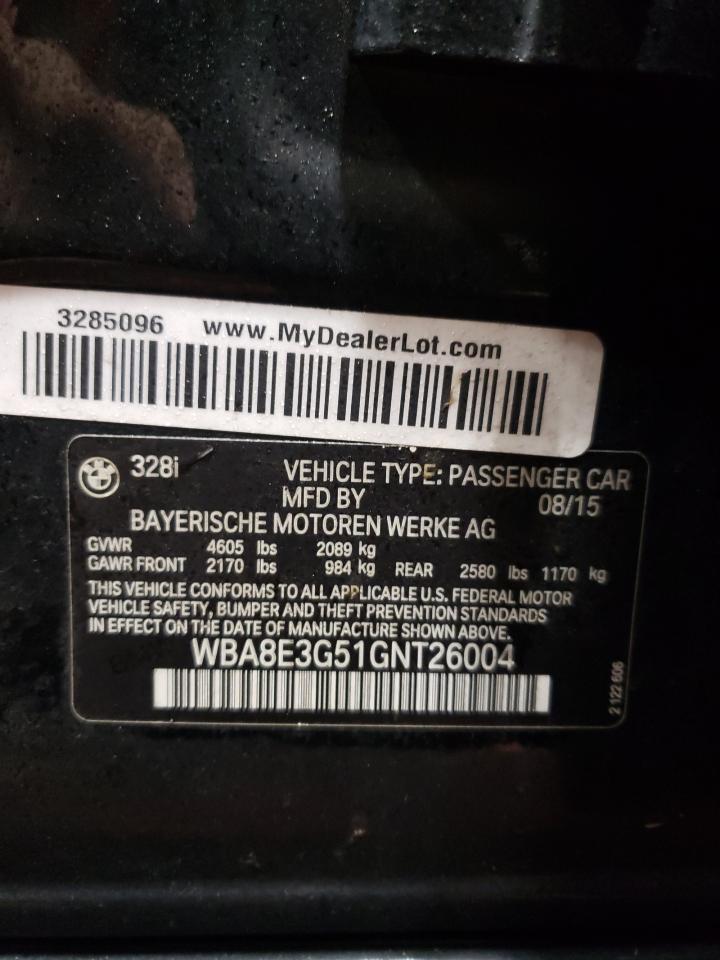 3285096 www.MyDealerLot.com
328i VEHICLE TYPE: PASSENGER CAR
MFD BY 08/15
BAYERISCHE MOTOREN WERKE AG
GVWR 4605 lbs 2089 kg
GAWR FRONT 2170 lbs 984 kg REAR 2580 lbs 1170 kg
THIS VEHICLE CONFORMS TO ALL APPLICABLE U.S. FEDERAL MOTOR
VEHICLE SAFETY, BUMPER AND THEFT PREVENTION STANDARDS
IN EFFECT ON THE DATE OF MANUFACTURE SHOWN ABOVE.
WBA8E3G51GNT26004
2 122 606